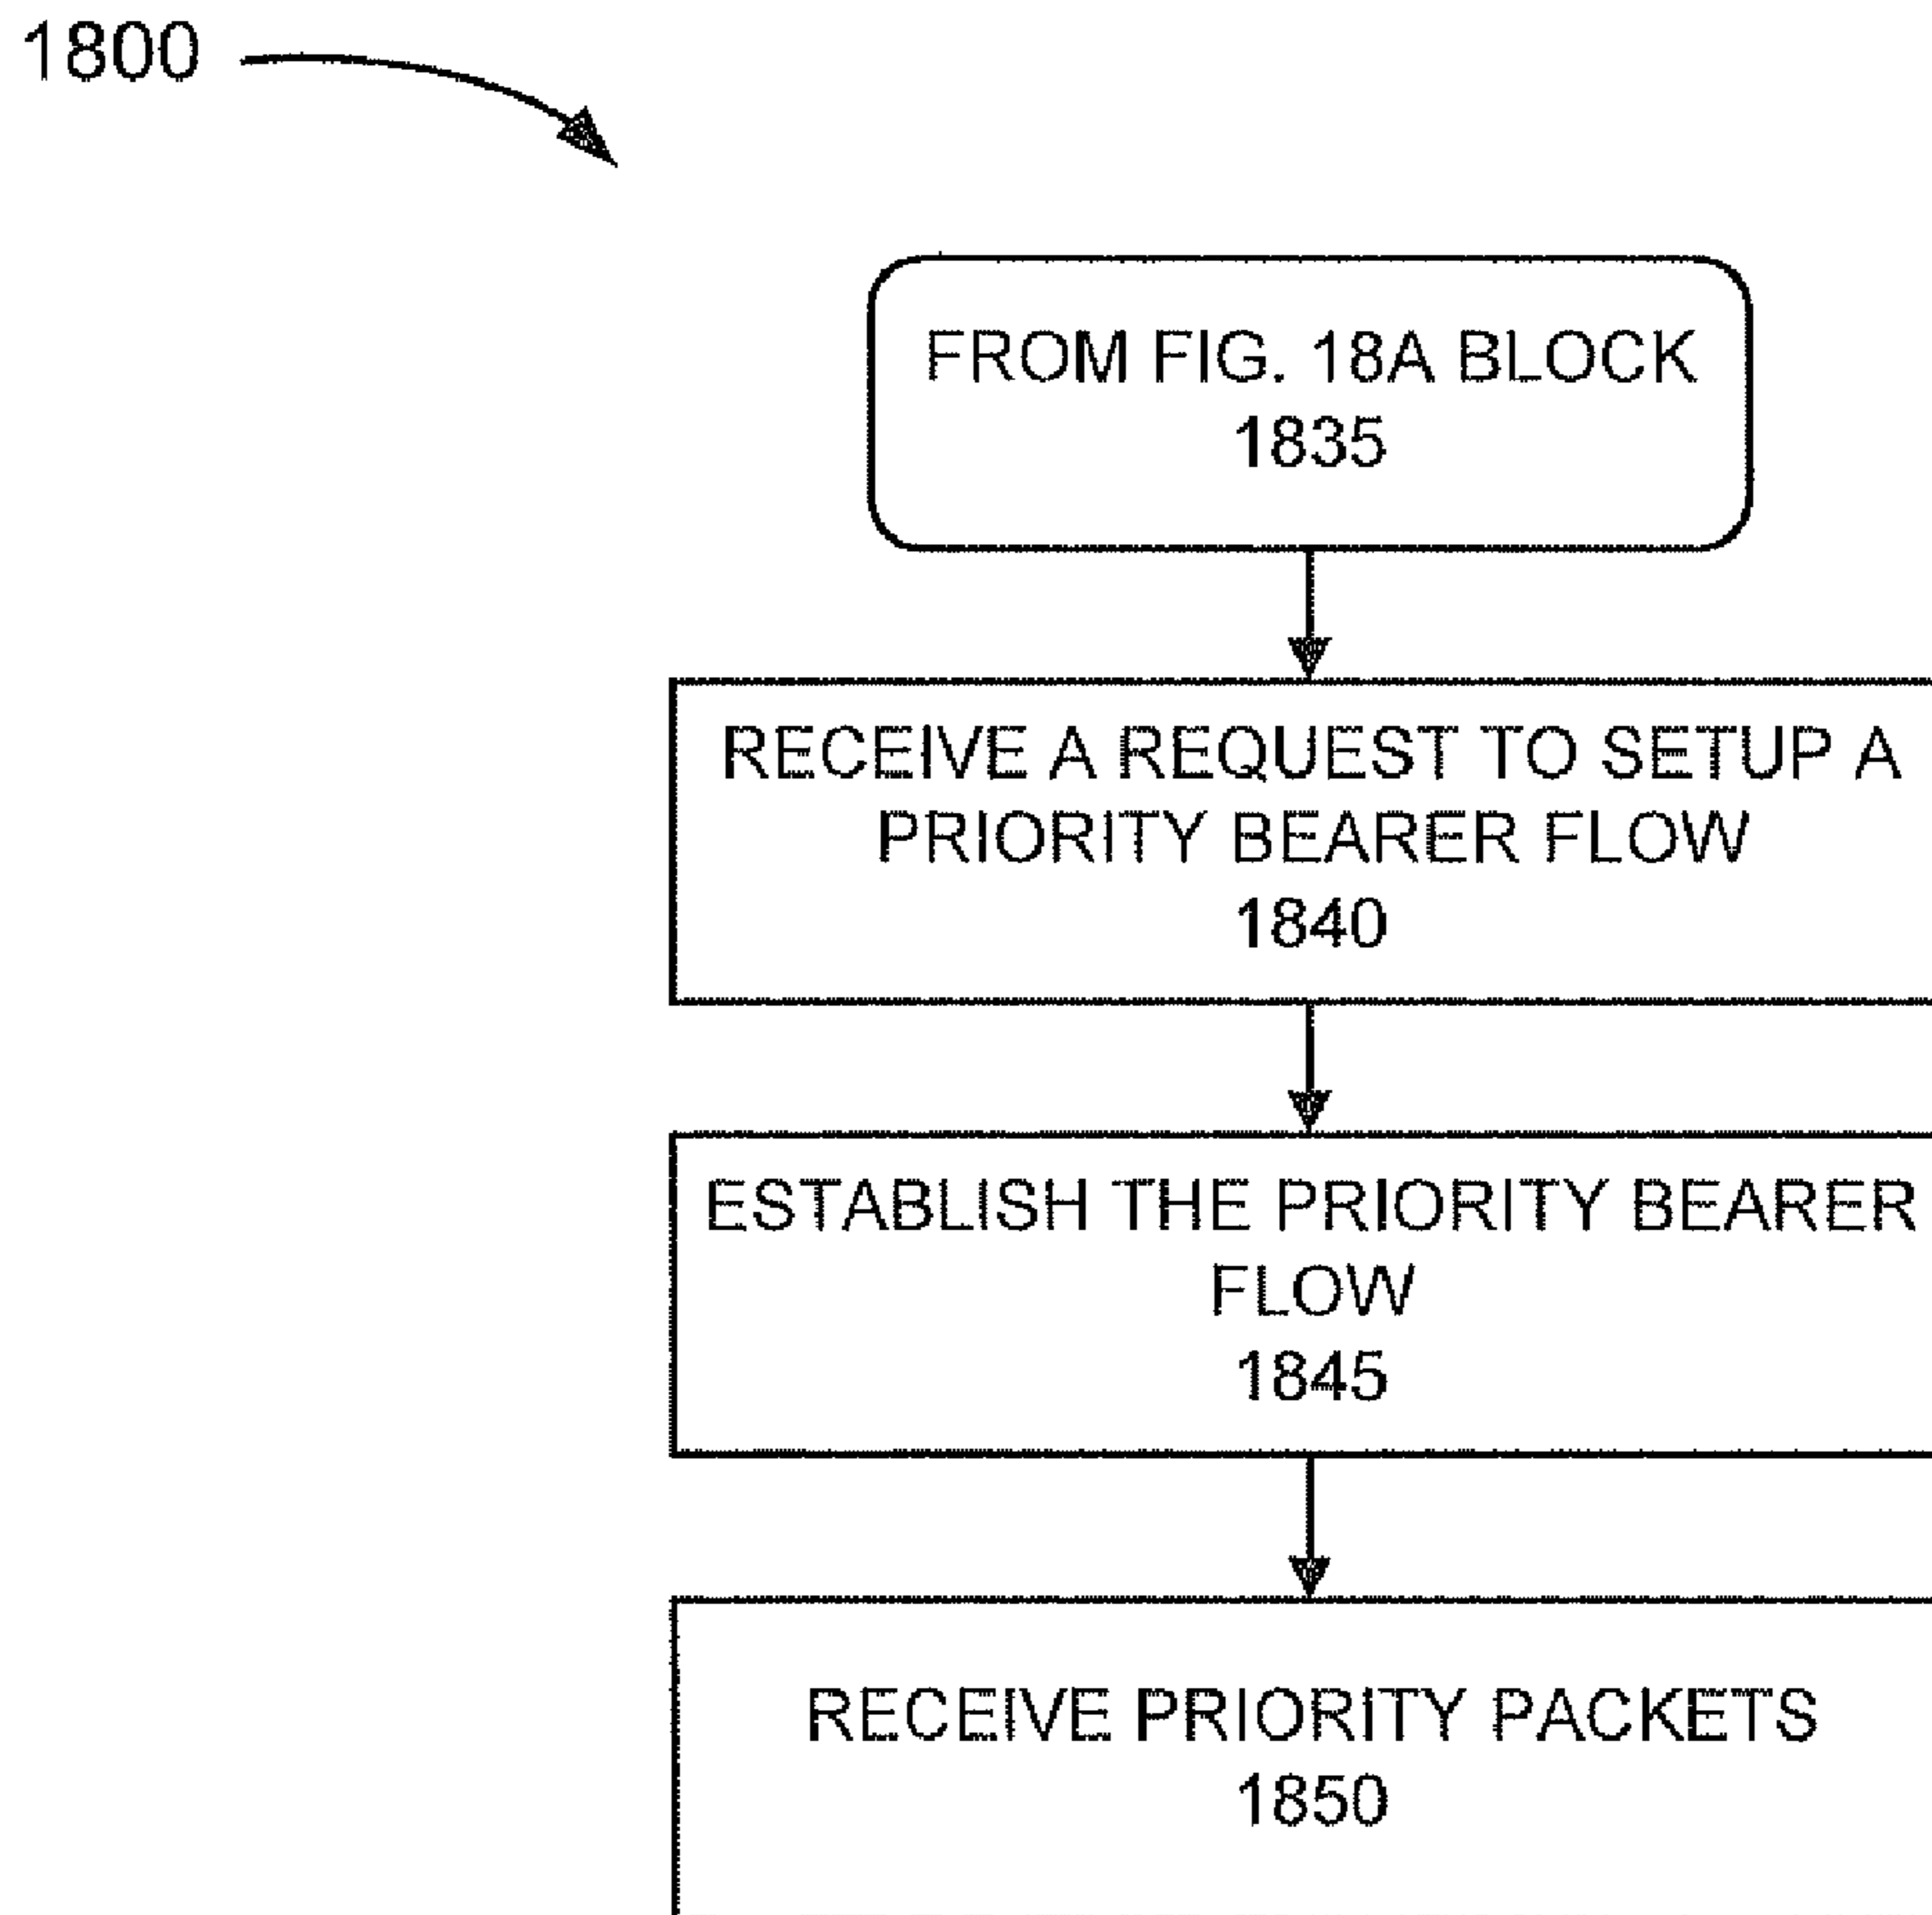 1800
FROM FIG. 18A BLOCK
1835
RECEIVE A REQUEST TO SETUP A
PRIORITY BEARER FLOW
1840
ESTABLISH THE PRIORITY BEARER
FLOW
1845
RECEIVE PRIORITY PACKETS
1850